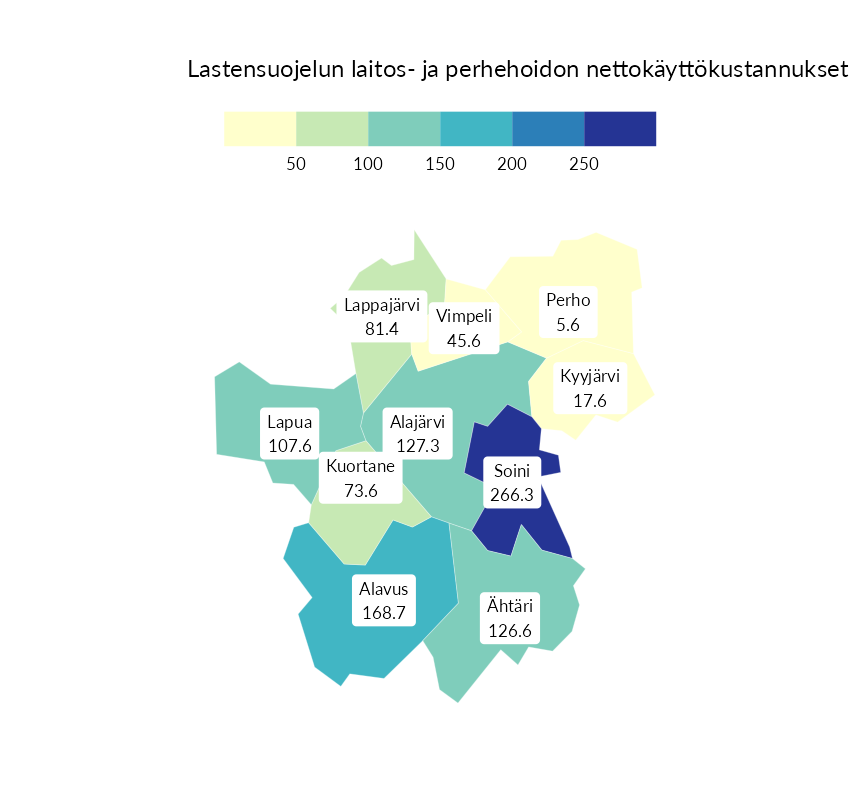 Lastensuojelun laitos- ja perhehoidon nettokäyttökustannukset
50 100 150 200 250
Lappajärvi
81.4
Vimpeli
45.6
Perho
5.6
Kyyjärvi
17.6
Lapua
107.6
Alajärvi
127.3
Kuortane
73.6
Soini
266.3
Alavus
168.7
Ähtäri
126.6